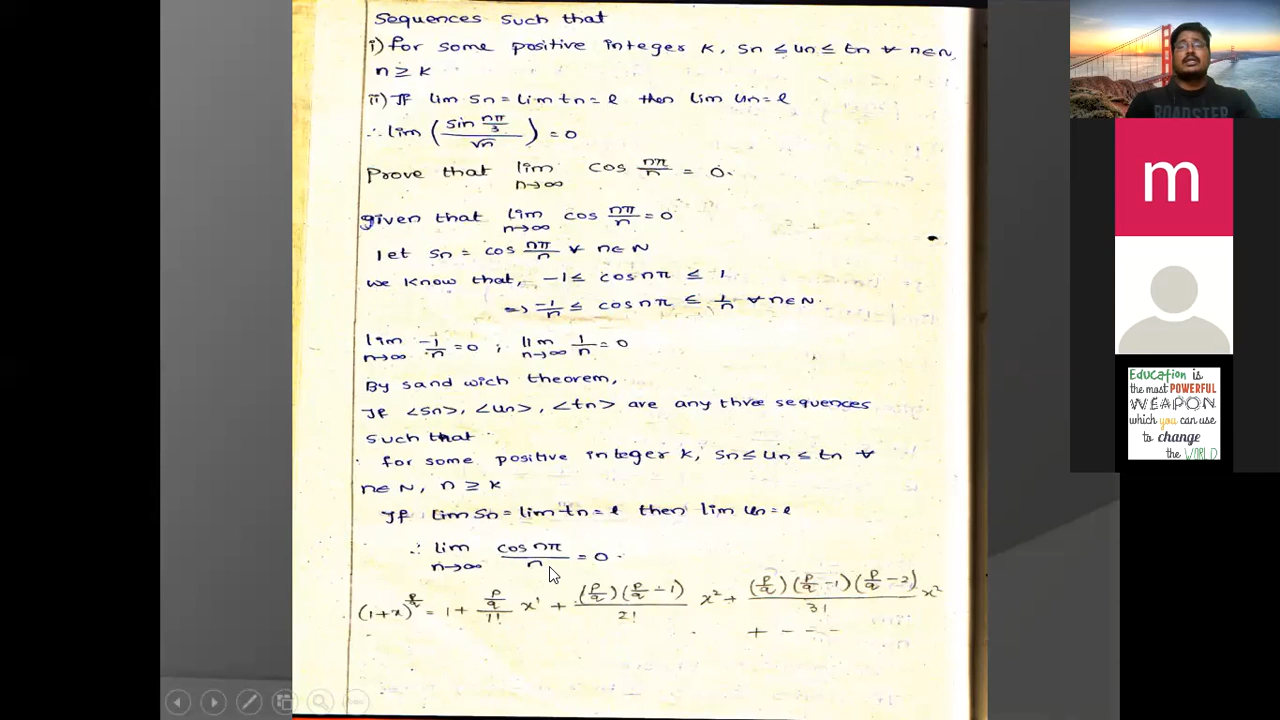 Sequences such that
i) for some positive integer k, sn ≤ un ≤ tn ∀ n∈N,
n ≥ k
ii) If lim sn = lim tn = l then lim un = l
∴ lim ( sin nπ/3 / √n ) = 0
Prove that lim n→∞ cos nπ/n = 0.
given that lim n→∞ cos nπ/n = 0
let sn = cos nπ/n ∀ n∈N
we know that, -1 ≤ cos nπ ≤ 1
=> -1/n ≤ cos nπ ≤ 1/n ∀ n∈N.
lim n→∞ -1/n = 0 ; lim n→∞ 1/n = 0
By sand wich theorem,
If <sn>, <un>, <tn> are any three sequences
such that
for some positive integer k, sn ≤ un ≤ tn ∀
n∈N, n ≥ k
If lim sn = lim tn = l then lim un = l
∴ lim n→∞ cos nπ / n = 0.
(1+x)^p/q = 1 + p/q / 1! x¹ + (p/q)(p/q - 1) / 2! x² + (p/q)(p/q - 1)(p/q - 2) / 3! x²
+ - - -
ROADSTER
m
Education is
the most POWERFUL
WEAPON
which you can use
to change
the WORLD